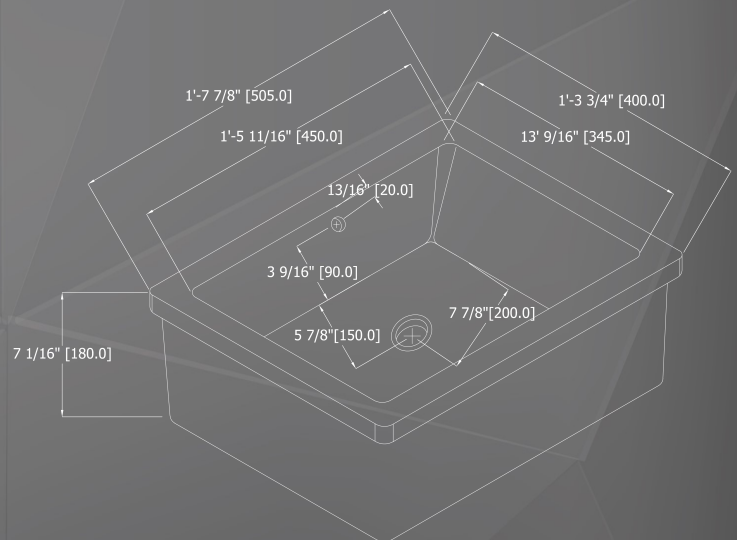 1'-7 7/8" [505.0]
1'-3 3/4" [400.0]
1'-5 11/16" [450.0]
13' 9/16" [345.0]
13/16" [20.0]
3 9/16" [90.0]
7 7/8"[200.0]
5 7/8"[150.0]
7 1/16" [180.0]